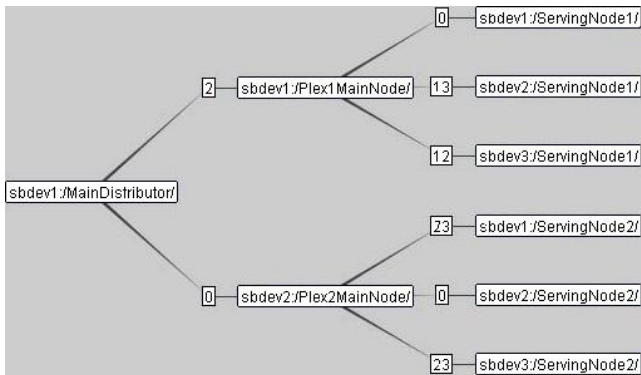 0 sbdev1:/ServingNode1/
2 sbdev1:/Plex1MainNode/ 13 sbdev2:/ServingNode1/
12 sbdev3:/ServingNode1/
sbdev1:/MainDistributor/
23 sbdev1:/ServingNode2/
0 sbdev2:/Plex2MainNode/ 0 sbdev2:/ServingNode2/
23 sbdev3:/ServingNode2/